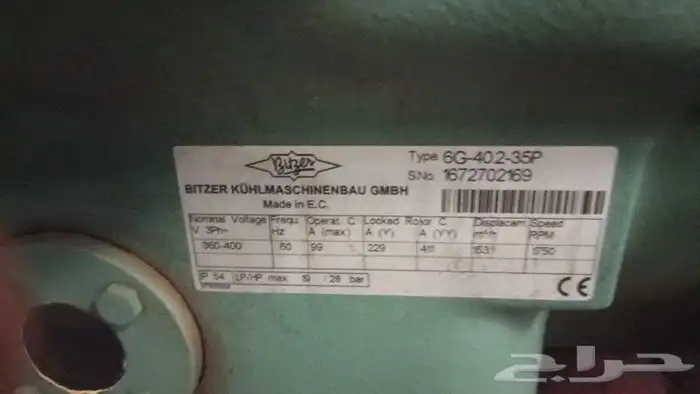 Bitzer
Type 6G-40.2-35P
S.No 1672702169
BITZER KÜHLMASCHINENBAU GMBH
Made in E.C.
Nominal Voltage Frequ. Operat. C. Locked Rotor C. Displacem. Speed
V 3Ph~ Hz A (max) A (Y) A (YY) m³/h RPM
360-400 60 99 229 411 153.1 1750
IP 54 LP/HP max 19 / 28 bar
CE
حراج